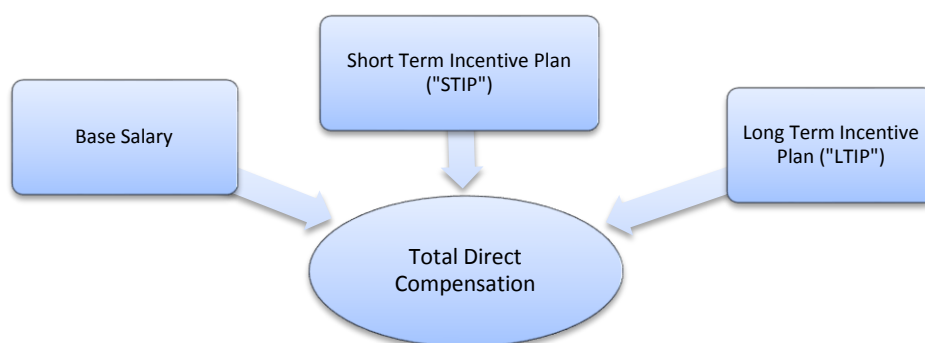 Short Term Incentive Plan
("STIP")
Base Salary
Long Term Incentive
Plan ("LTIP")
Total Direct
Compensation